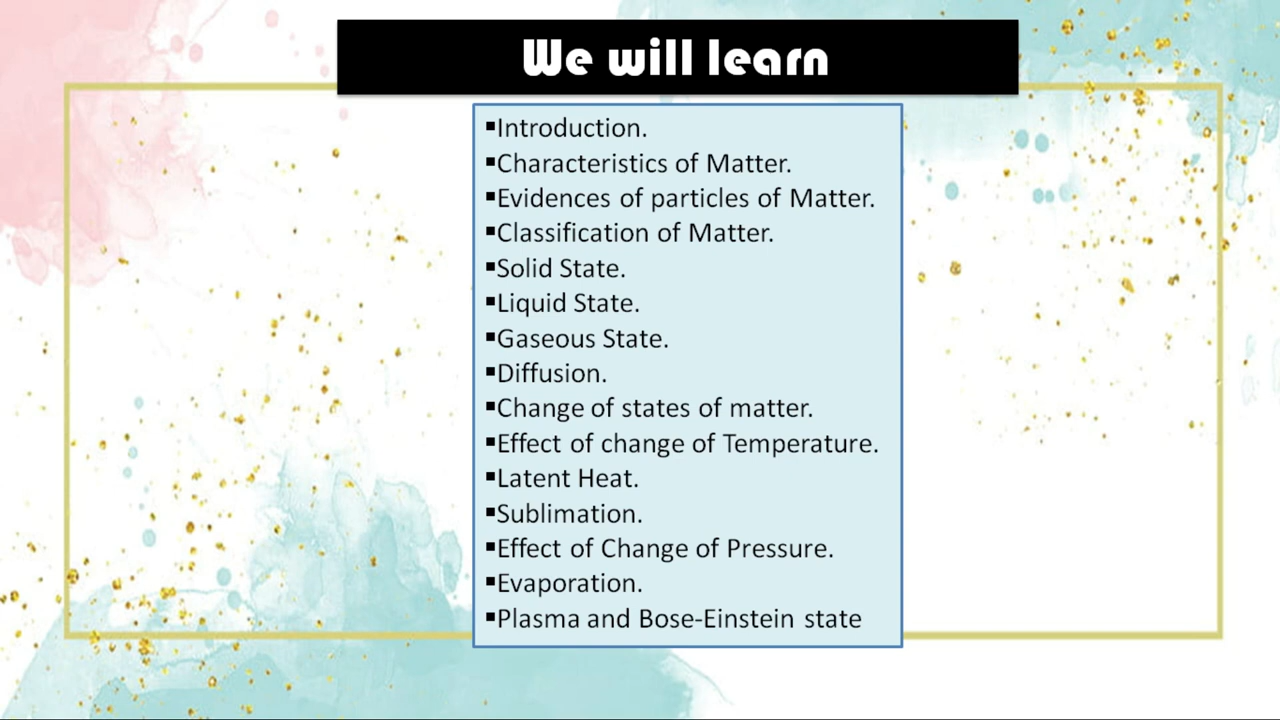 We will learn
▪Introduction.
▪Characteristics of Matter.
▪Evidences of particles of Matter.
▪Classification of Matter.
▪Solid State.
▪Liquid State.
▪Gaseous State.
▪Diffusion.
▪Change of states of matter.
▪Effect of change of Temperature.
▪Latent Heat.
▪Sublimation.
▪Effect of Change of Pressure.
▪Evaporation.
▪Plasma and Bose-Einstein state